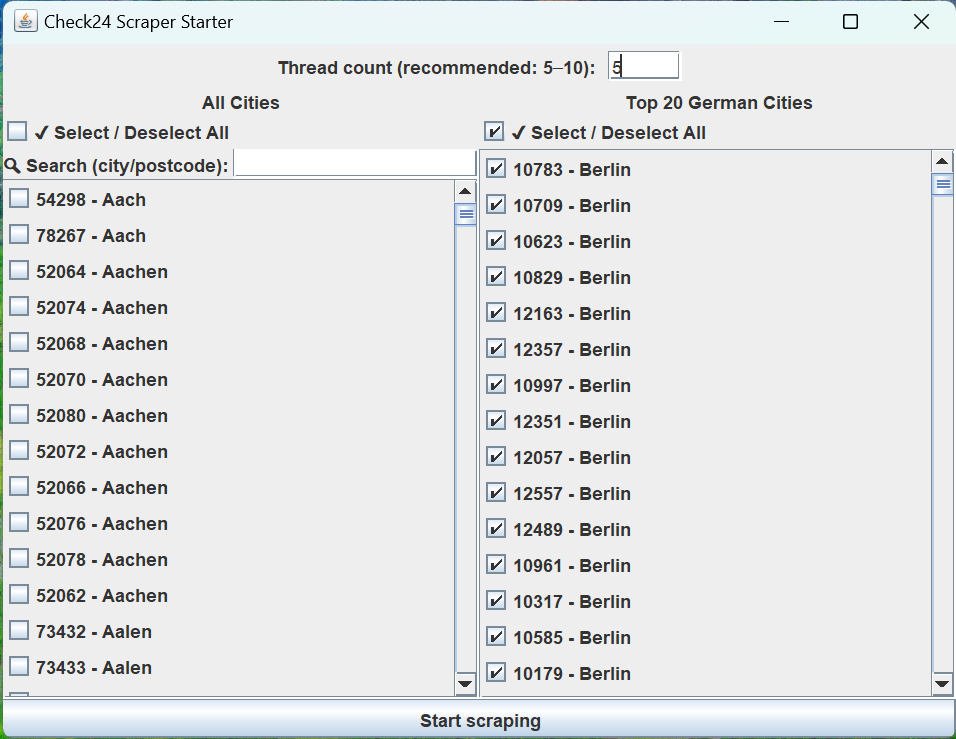 Check24 Scraper Starter
Thread count (recommended: 5–10): 5
All Cities
✓ Select / Deselect All
Search (city/postcode):
54298 - Aach
78267 - Aach
52064 - Aachen
52074 - Aachen
52068 - Aachen
52070 - Aachen
52080 - Aachen
52072 - Aachen
52066 - Aachen
52076 - Aachen
52078 - Aachen
52062 - Aachen
73432 - Aalen
73433 - Aalen
Top 20 German Cities
✓ Select / Deselect All
10783 - Berlin
10709 - Berlin
10623 - Berlin
10829 - Berlin
12163 - Berlin
12357 - Berlin
10997 - Berlin
12351 - Berlin
12057 - Berlin
12557 - Berlin
12489 - Berlin
10961 - Berlin
10317 - Berlin
10585 - Berlin
10179 - Berlin
Start scraping